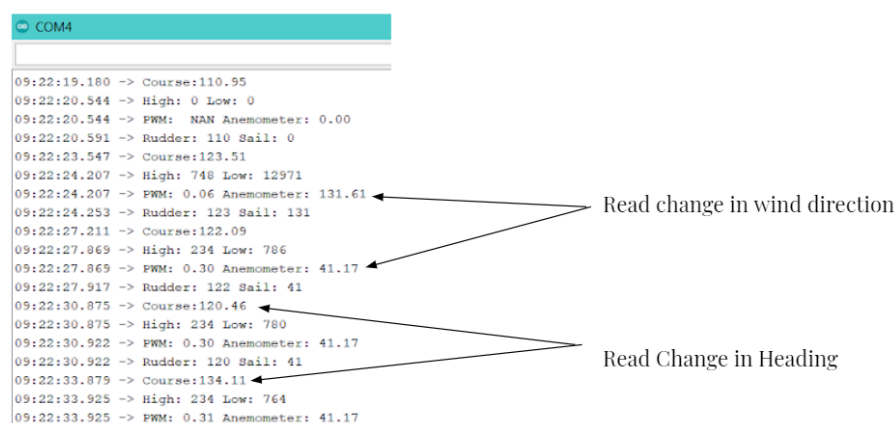 COM4
09:22:19.180 -> Course:110.95
09:22:20.544 -> High: 0 Low: 0
09:22:20.544 -> PWM:  NAN Anemometer: 0.00
09:22:20.591 -> Rudder: 110 Sail: 0
09:22:23.547 -> Course:123.51
09:22:24.207 -> High: 748 Low: 12971
09:22:24.207 -> PWM: 0.06 Anemometer: 131.61
09:22:24.253 -> Rudder: 123 Sail: 131
09:22:27.211 -> Course:122.09
09:22:27.869 -> High: 234 Low: 786
09:22:27.869 -> PWM: 0.30 Anemometer: 41.17
09:22:27.917 -> Rudder: 122 Sail: 41
09:22:30.875 -> Course:120.46
09:22:30.875 -> High: 234 Low: 780
09:22:30.922 -> PWM: 0.30 Anemometer: 41.17
09:22:30.922 -> Rudder: 120 Sail: 41
09:22:33.879 -> Course:134.11
09:22:33.925 -> High: 234 Low: 764
09:22:33.925 -> PWM: 0.31 Anemometer: 41.17
Read change in wind direction
Read Change in Heading